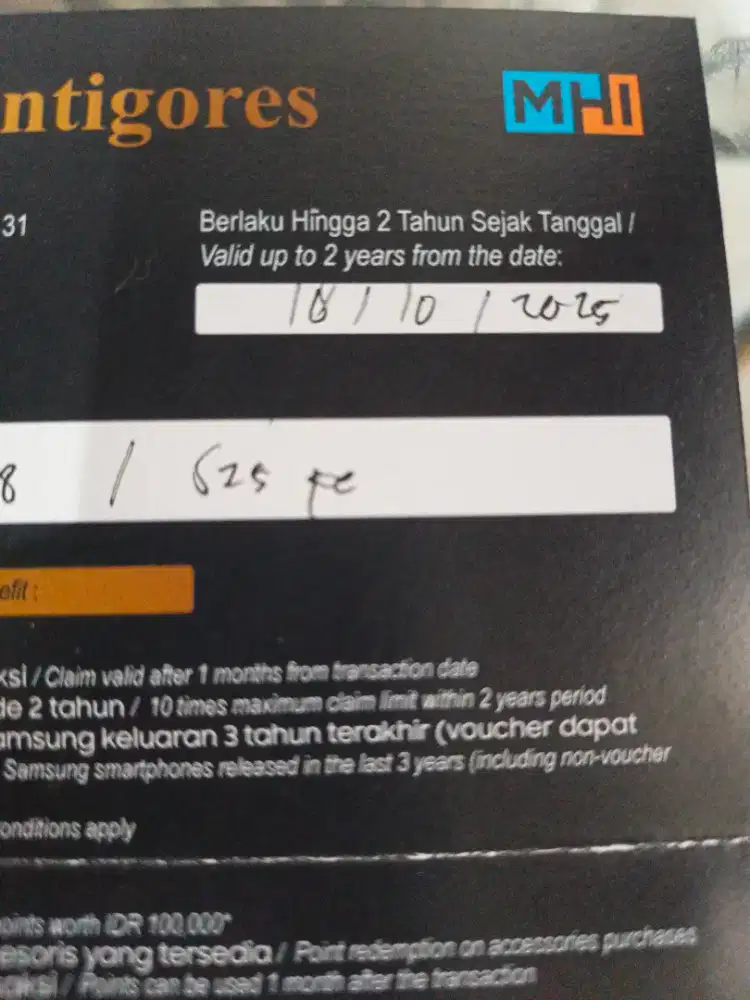 ntigores
MHI
31
Berlaku Hingga 2 Tahun Sejak Tanggal /
Valid up to 2 years from the date:
18 / 10 / 2025
8 / S25 FE
efit :
ksi / Claim valid after 1 months from transaction date
de 2 tahun / 10 times maximum claim limit within 2 years period
amsung keluaran 3 tahun terakhir (voucher dapat
Samsung smartphones released in the last 3 years (including non-voucher
onditions apply
oints worth IDR 100,000*
esoris yang tersedia / Point redemption on accessories purchases
/ Points can be used 1 month after the transaction